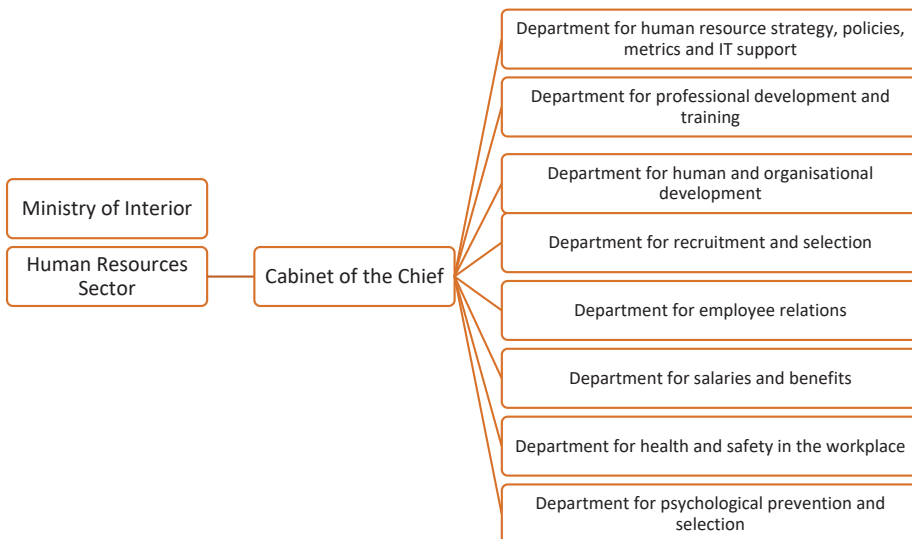 Ministry of Interior
Human Resources
Sector
Cabinet of the Chief
Department for human resource strategy, policies,
metrics and IT support
Department for professional development and
training
Department for human and organisational
development
Department for recruitment and selection
Department for employee relations
Department for salaries and benefits
Department for health and safety in the workplace
Department for psychological prevention and
selection